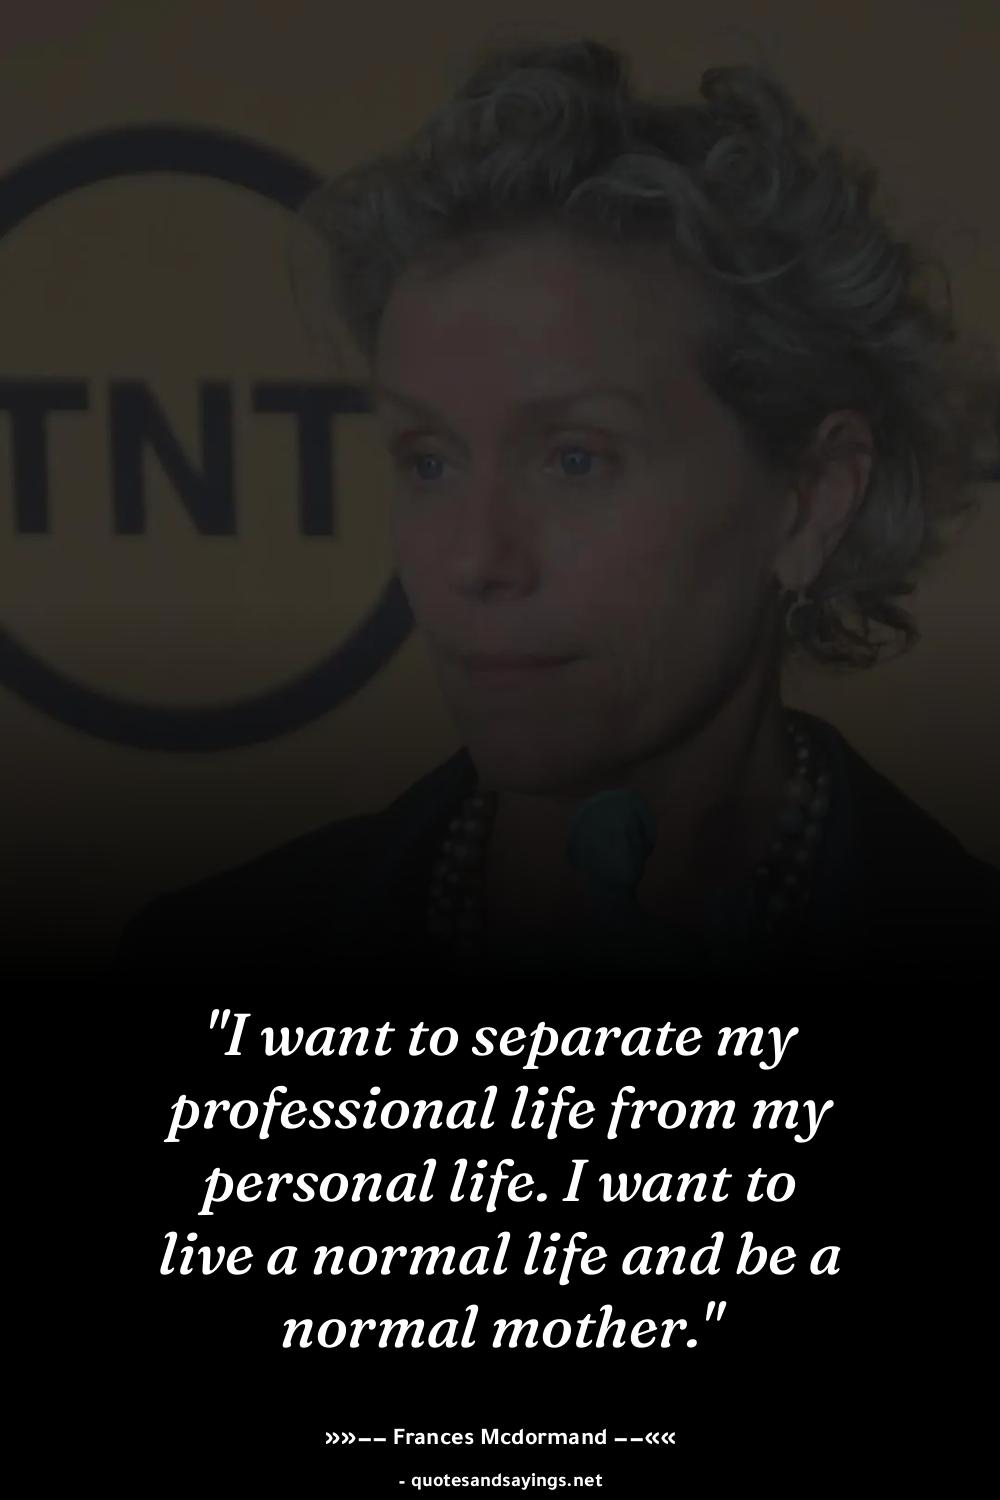 TNT
"I want to separate my
professional life from my
personal life. I want to
live a normal life and be a
normal mother."
»»–– Frances Mcdormand ––««
- quotesandsayings.net